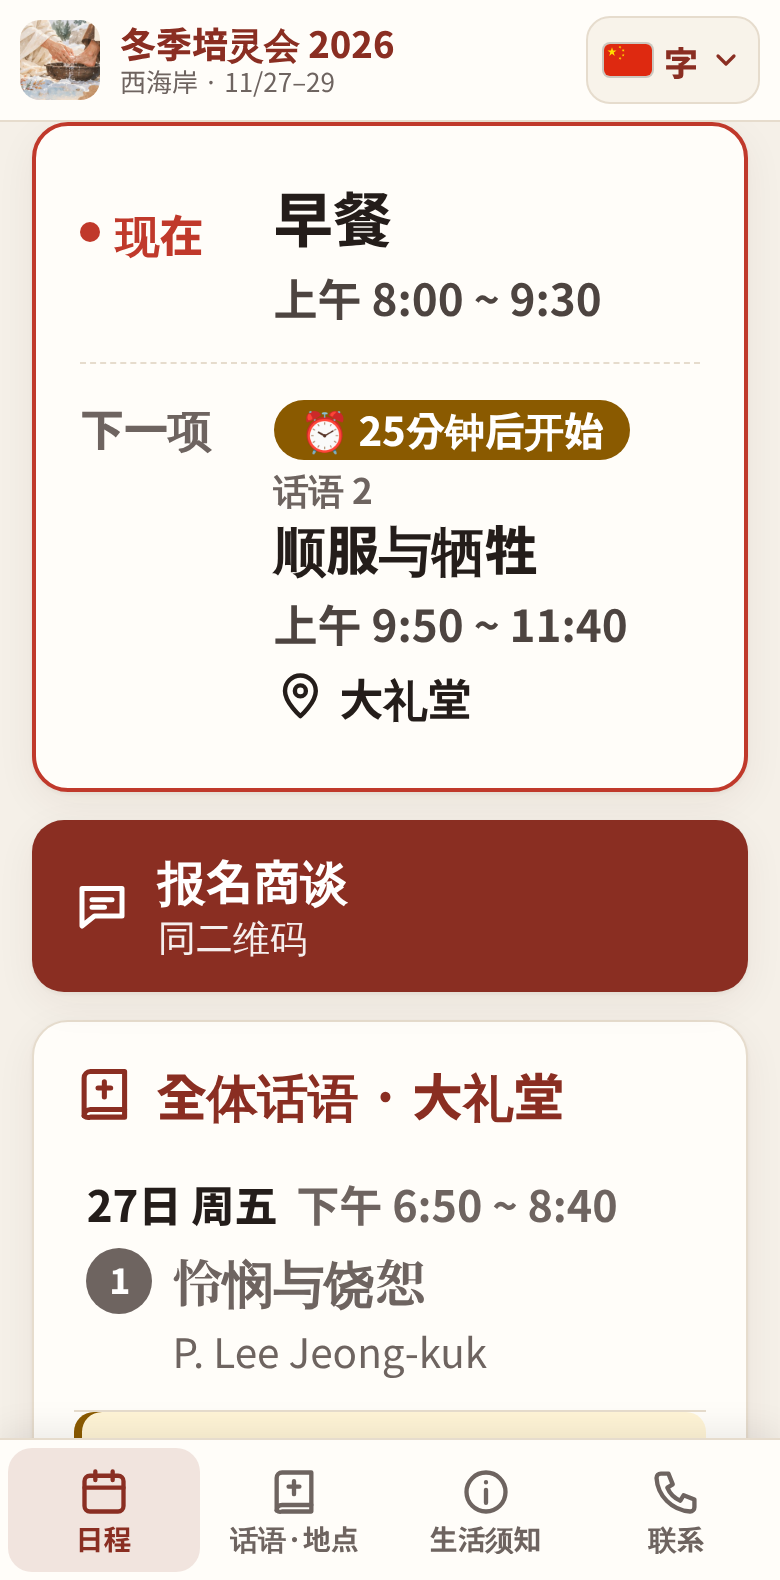 冬季培灵会 2026
西海岸 · 11/27–29
字
现在
早餐
上午 8:00 ~ 9:30
下一项
⏰ 25分钟后开始
话语 2
顺服与牺牲
上午 9:50 ~ 11:40
大礼堂
报名商谈
同二维码
全体话语 · 大礼堂
27日 周五 下午 6:50 ~ 8:40
1 怜悯与饶恕
P. Lee Jeong-kuk
日程
话语·地点
生活须知
联系